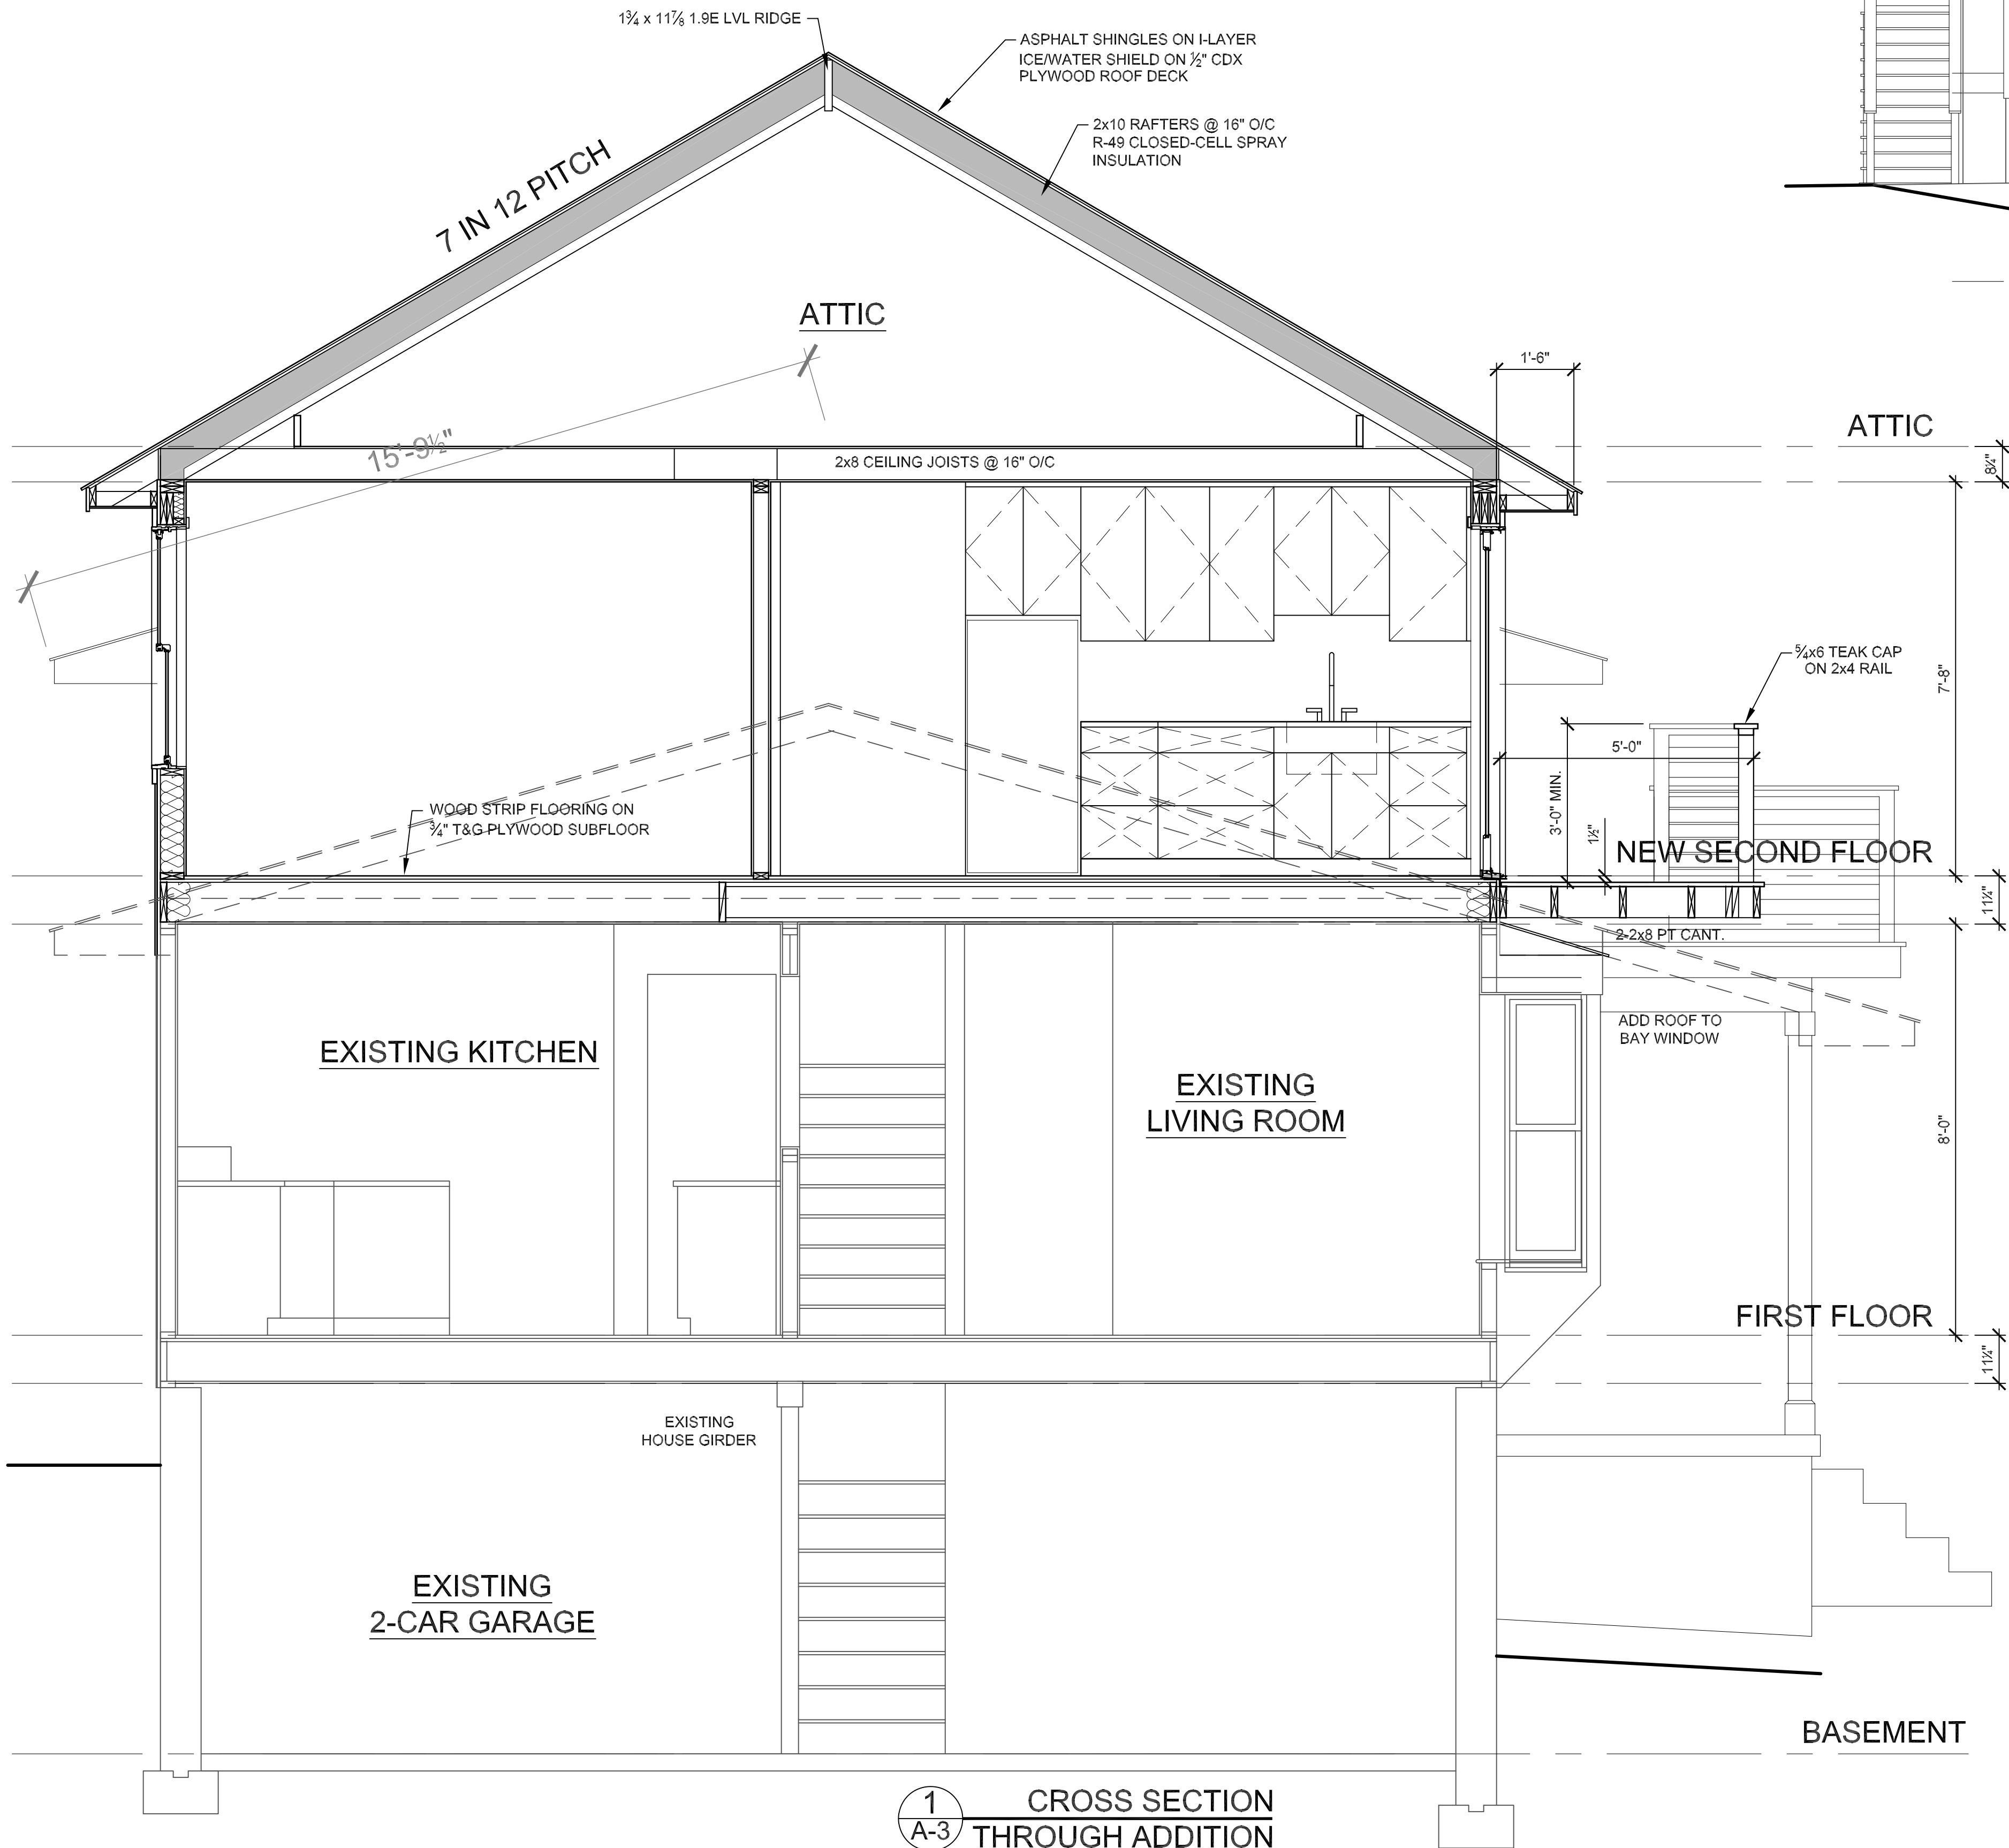 1¾ x 11⅞ 1.9E LVL RIDGE
ASPHALT SHINGLES ON I-LAYER
ICE/WATER SHIELD ON ½" CDX
PLYWOOD ROOF DECK
2x10 RAFTERS @ 16" O/C
R-49 CLOSED-CELL SPRAY
INSULATION
7 IN 12 PITCH
ATTIC
15'-9½"
1'-6"
ATTIC
8¼"
2x8 CEILING JOISTS @ 16" O/C
7'-8"
5/4x6 TEAK CAP
ON 2x4 RAIL
5'-0"
3'-0" MIN.
1½"
WOOD STRIP FLOORING ON
¾" T&G PLYWOOD SUBFLOOR
NEW SECOND FLOOR
11¼"
2-2x8 PT CANT.
ADD ROOF TO
BAY WINDOW
EXISTING KITCHEN
EXISTING
LIVING ROOM
8'-0"
FIRST FLOOR
11¼"
EXISTING
HOUSE GIRDER
EXISTING
2-CAR GARAGE
BASEMENT
1
A-3
CROSS SECTION
THROUGH ADDITION